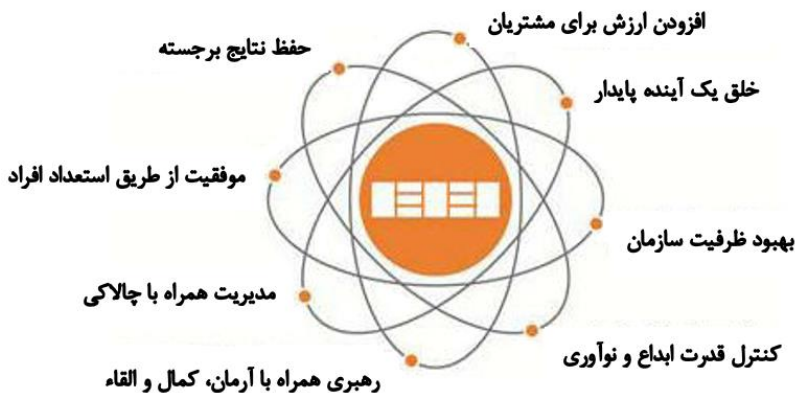 افزودن ارزش برای مشتریان
حفظ نتایج برجسته
خلق یک آینده پایدار
موفقیت از طریق استعداد افراد
بهبود ظرفیت سازمان
مدیریت همراه با چالاکی
کنترل قدرت ابداع و نوآوری
رهبری همراه با آرمان، کمال و القاء